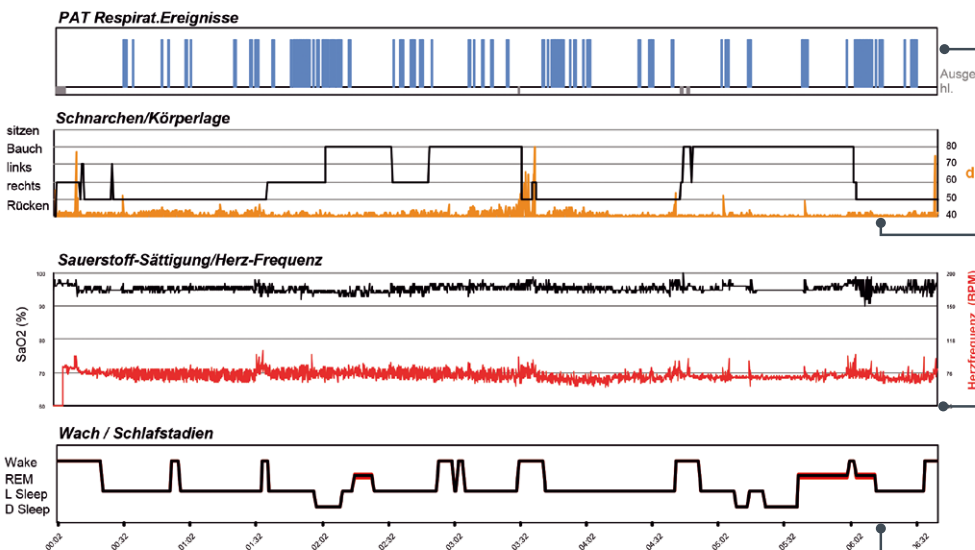 PAT Respirat.Ereignisse
Ausge
hl.
Schnarchen/Körperlage
sitzen
Bauch
links
rechts
Rücken
80
70
60
50
40
d
Sauerstoff-Sättigung/Herz-Frequenz
SaO2 (%)
100
90
80
70
200
150
110
70
Herzfrequenz (BPM)
Wach / Schlafstadien
Wake
REM
L Sleep
D Sleep
00:02
00:32
01:02
01:32
02:02
02:32
03:02
03:32
04:02
04:32
05:02
05:32
06:02